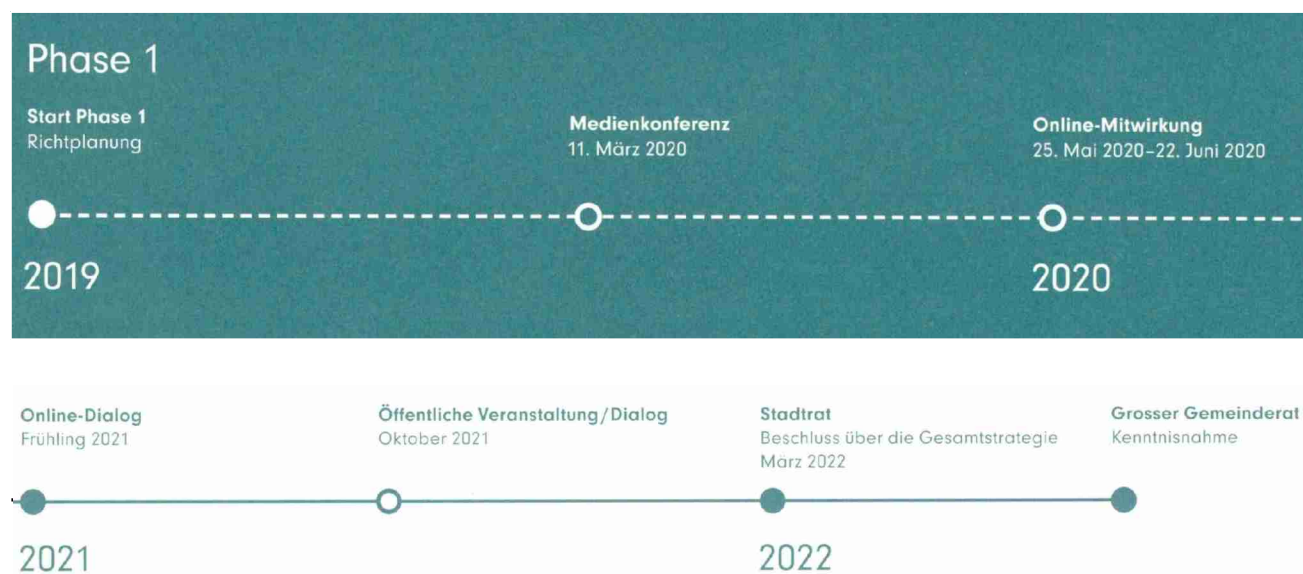 Phase 1
Start Phase 1
Richtplanung
Medienkonferenz
11. März 2020
Online-Mitwirkung
25. Mai 2020–22. Juni 2020
2019
2020
Online-Dialog
Frühling 2021
Öffentliche Veranstaltung/Dialog
Oktober 2021
Stadtrat
Beschluss über die Gesamtstrategie
März 2022
Grosser Gemeinderat
Kenntnisnahme
2021
2022